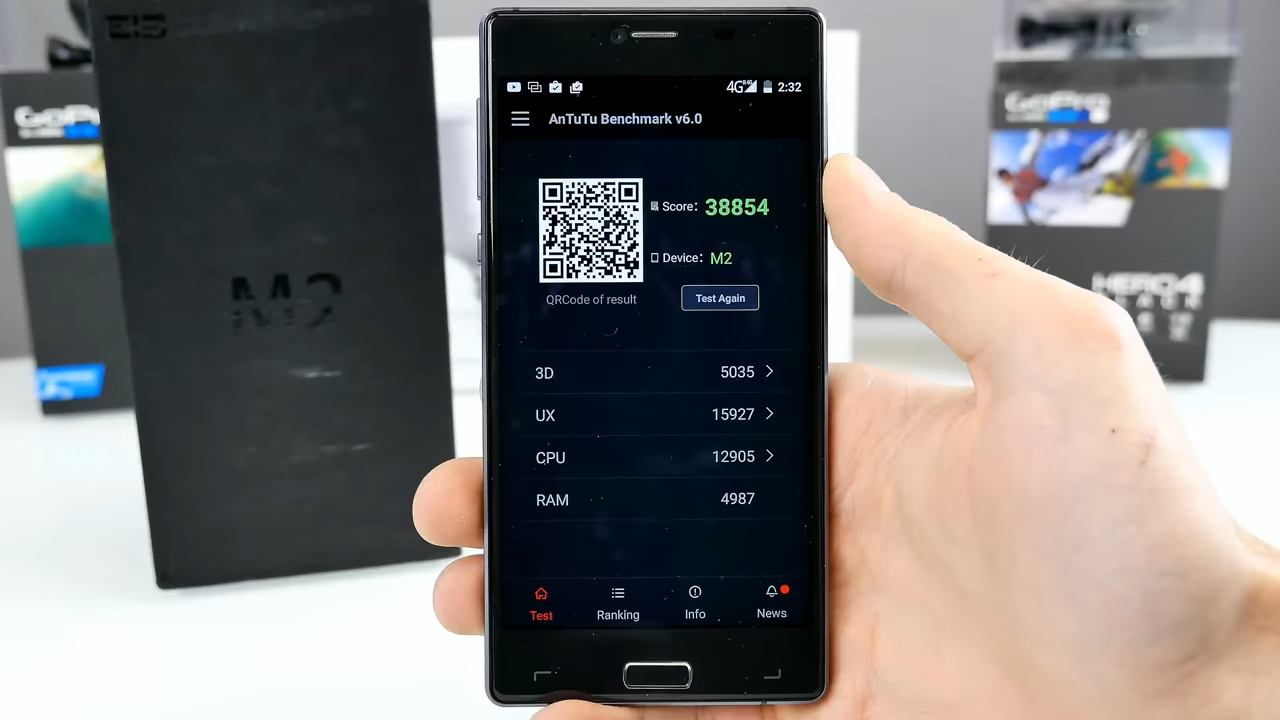 2:32
AnTuTu Benchmark v6.0
Score: 38854
Device: M2
QRCode of result
Test Again
3D 5035
UX 15927
CPU 12905
RAM 4987
Test Ranking Info News
M2
GoPro
GoPro
HERO4
BLACK